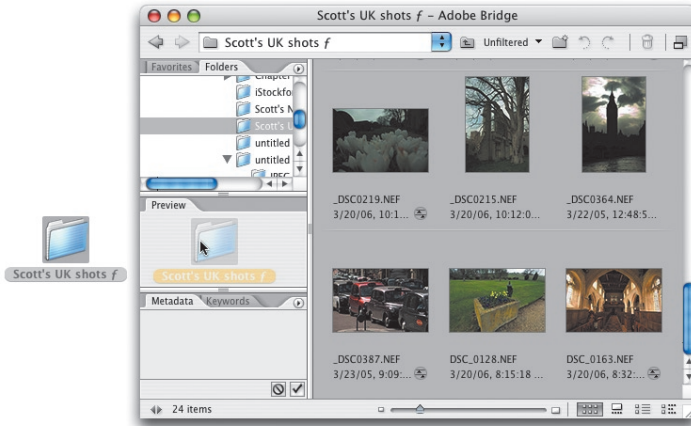 Scott's UK shots ƒ – Adobe Bridge
Scott's UK shots ƒ
Unfiltered
Favorites Folders
Chapter
iStockfo
Scott's N
Scott's U
untitled
untitled
JPEG
Preview
Scott's UK shots ƒ
Scott's UK shots ƒ
Metadata Keywords
_DSC0219.NEF
3/20/06, 10:1...
_DSC0215.NEF
3/20/06, 10:12:0...
_DSC0364.NEF
3/22/05, 12:48:5...
_DSC0387.NEF
3/23/05, 9:09:...
DSC_0128.NEF
3/20/06, 8:15:18 ...
DSC_0163.NEF
3/20/06, 8:32:...
24 items